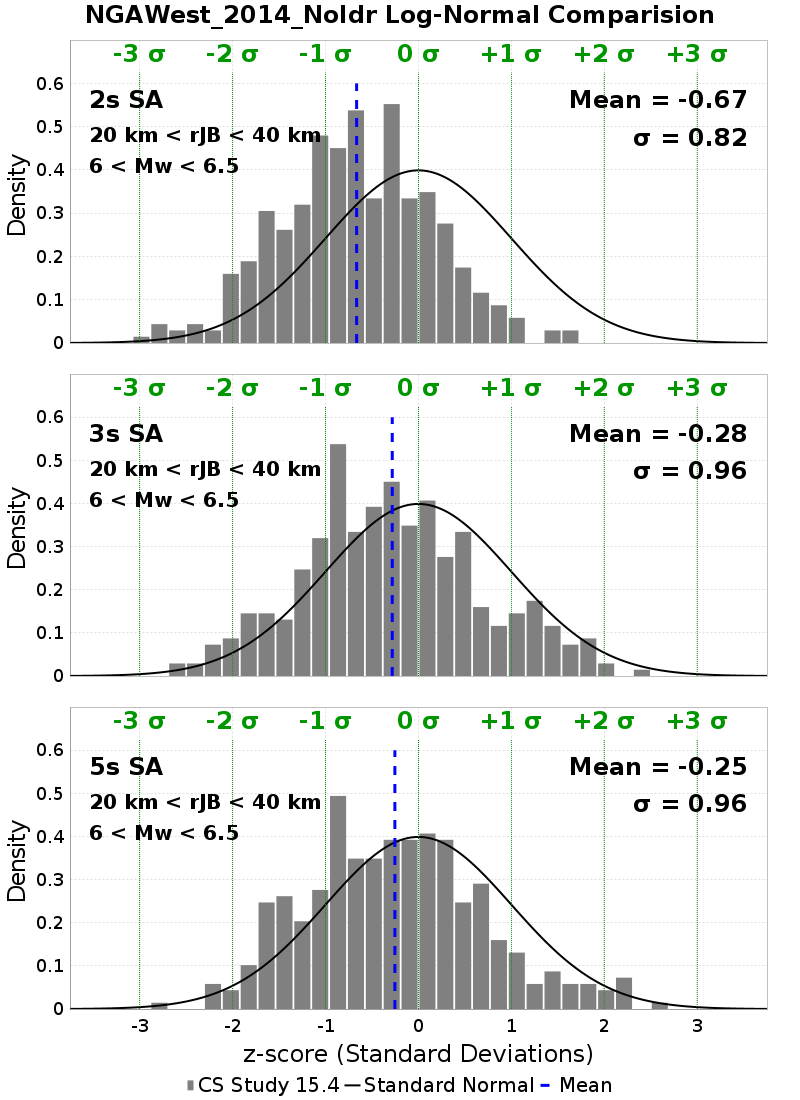 NGAWest_2014_NoIdr Log-Normal Comparision
-3 σ -2 σ -1 σ 0 σ +1 σ +2 σ +3 σ
0.6
2s SA Mean = -0.67
0.5
20 km < rJB < 40 km σ = 0.82
6 < Mw < 6.5
0.4
Density
0.3
0.2
0.1
0
-3 σ -2 σ -1 σ 0 σ +1 σ +2 σ +3 σ
0.6
3s SA Mean = -0.28
0.5
20 km < rJB < 40 km σ = 0.96
6 < Mw < 6.5
0.4
Density
0.3
0.2
0.1
0
-3 σ -2 σ -1 σ 0 σ +1 σ +2 σ +3 σ
0.6
5s SA Mean = -0.25
0.5
20 km < rJB < 40 km σ = 0.96
6 < Mw < 6.5
0.4
Density
0.3
0.2
0.1
0
-3 -2 -1 0 1 2 3
z-score (Standard Deviations)
CS Study 15.4 Standard Normal Mean